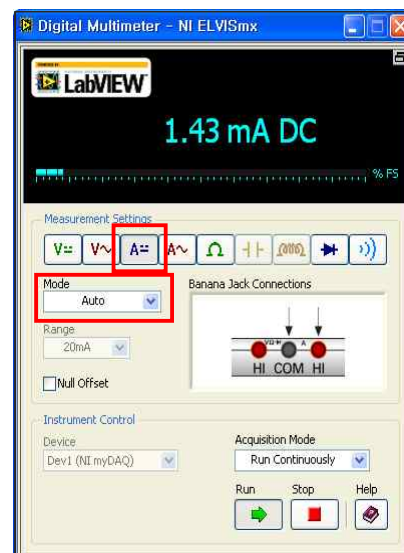 Digital Multimeter - NI ELVISmx
LabVIEW
1.43 mA DC
% FS
Measurement Settings
V V A A Ω
Mode
Banana Jack Connections
Auto
Range
20mA
HI COM HI
Null Offset
Instrument Control
Device
Acquisition Mode
Dev1 (NI myDAQ)
Run Continuously
Run Stop Help